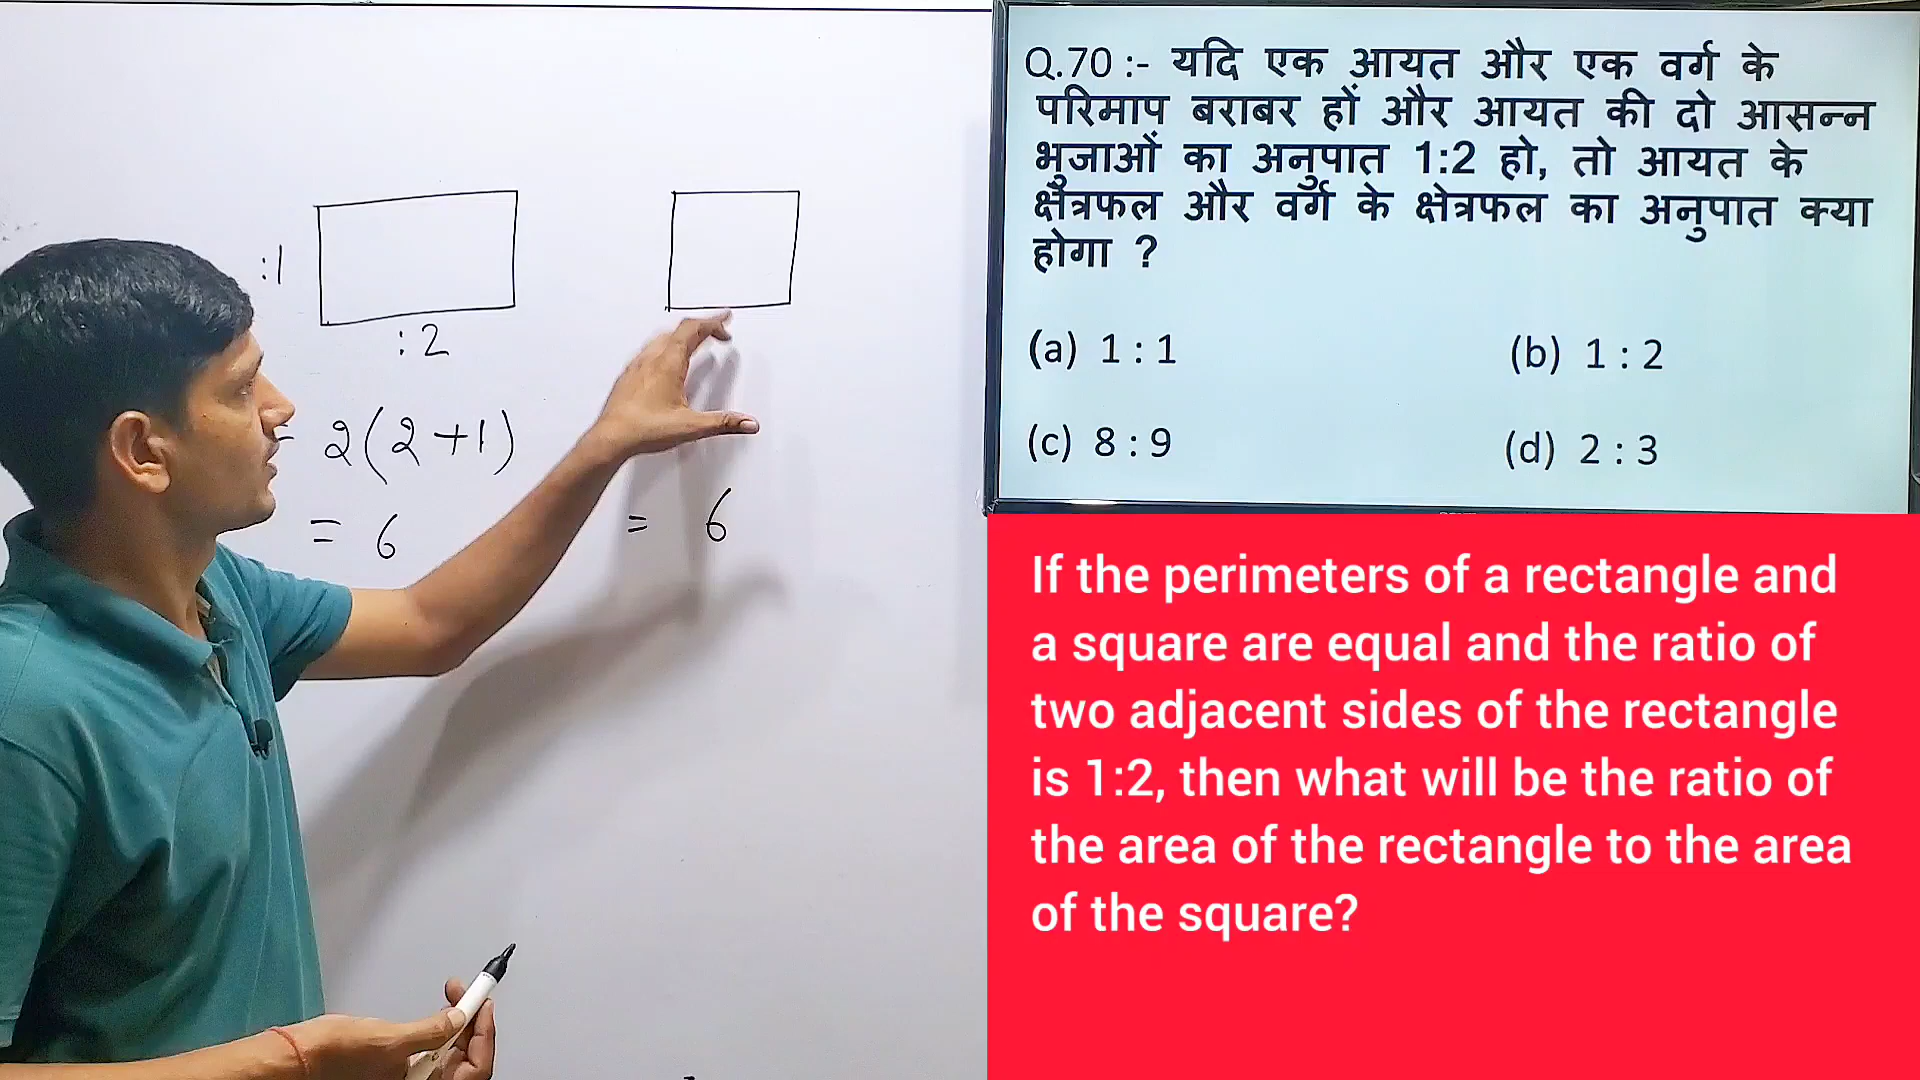 :1
: 2
= 2(2+1)
= 6
= 6
Q.70 :- यदि एक आयत और एक वर्ग के
परिमाप बराबर हों और आयत की दो आसन्न
भुजाओं का अनुपात 1:2 हो, तो आयत के
क्षेत्रफल और वर्ग के क्षेत्रफल का अनुपात क्या
होगा ?
(a) 1 : 1
(b) 1 : 2
(c) 8 : 9
(d) 2 : 3
If the perimeters of a rectangle and
a square are equal and the ratio of
two adjacent sides of the rectangle
is 1:2, then what will be the ratio of
the area of the rectangle to the area
of the square?